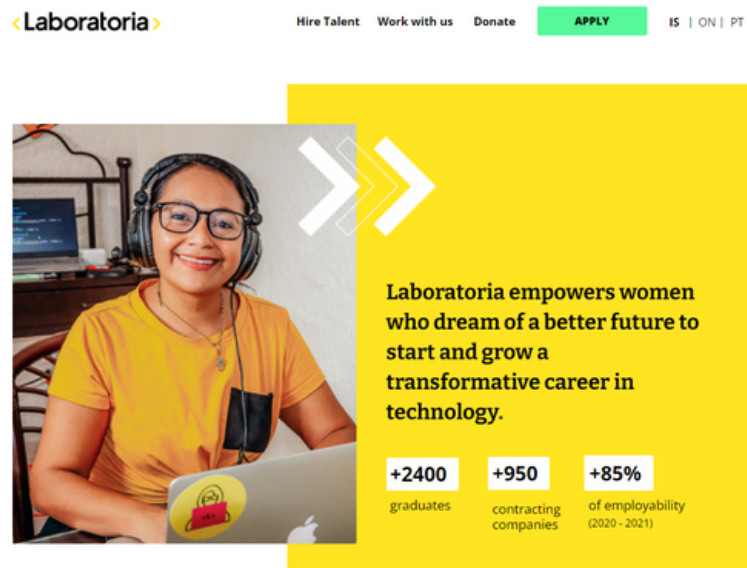 <Laboratoria>
Hire Talent Work with us Donate APPLY IS | ON | PT
Laboratoria empowers women
who dream of a better future to
start and grow a
transformative career in
technology.
+2400 +950 +85%
graduates contracting companies of employability (2020 - 2021)